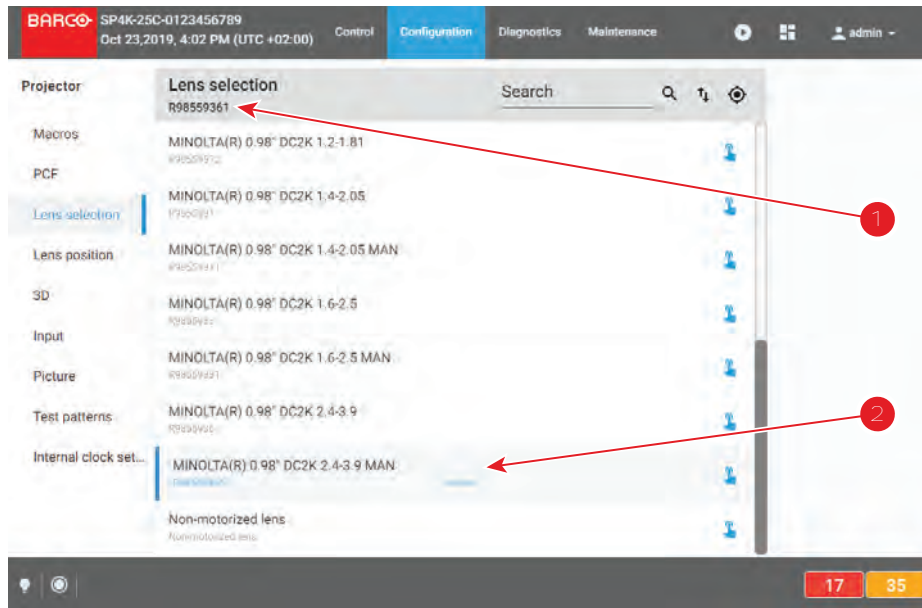 BARCO
SP4K-25C-0123456789
Oct 23,2019, 4:02 PM (UTC +02:00)
Control
Configuration
Diagnostics
Maintenance
admin
Projector
Macros
PCF
Lens selection
Lens position
3D
Input
Picture
Test patterns
Internal clock set...
Lens selection
R98559361
Search
MINOLTA(R) 0.98" DC2K 1.2-1.81
MINOLTA(R) 0.98" DC2K 1.4-2.05
MINOLTA(R) 0.98" DC2K 1.4-2.05 MAN
MINOLTA(R) 0.98" DC2K 1.6-2.5
MINOLTA(R) 0.98" DC2K 1.6-2.5 MAN
MINOLTA(R) 0.98" DC2K 2.4-3.9
MINOLTA(R) 0.98" DC2K 2.4-3.9 MAN
Non-motorized lens
Non-motorized lens
1
2
17
35